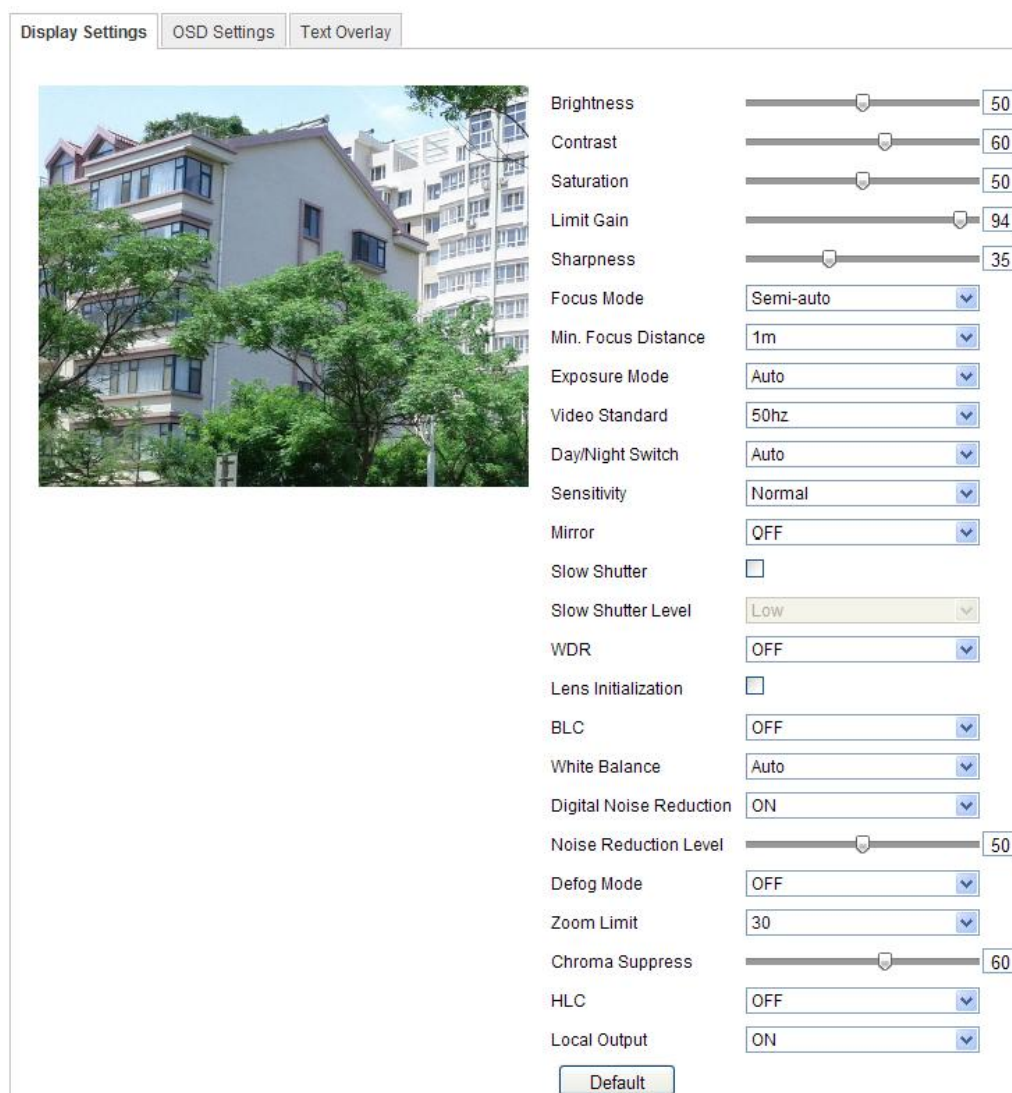 Display Settings OSD Settings Text Overlay
Brightness 50
Contrast 60
Saturation 50
Limit Gain 94
Sharpness 35
Focus Mode Semi-auto
Min. Focus Distance 1m
Exposure Mode Auto
Video Standard 50hz
Day/Night Switch Auto
Sensitivity Normal
Mirror OFF
Slow Shutter
Slow Shutter Level Low
WDR OFF
Lens Initialization
BLC OFF
White Balance Auto
Digital Noise Reduction ON
Noise Reduction Level 50
Defog Mode OFF
Zoom Limit 30
Chroma Suppress 60
HLC OFF
Local Output ON
Default